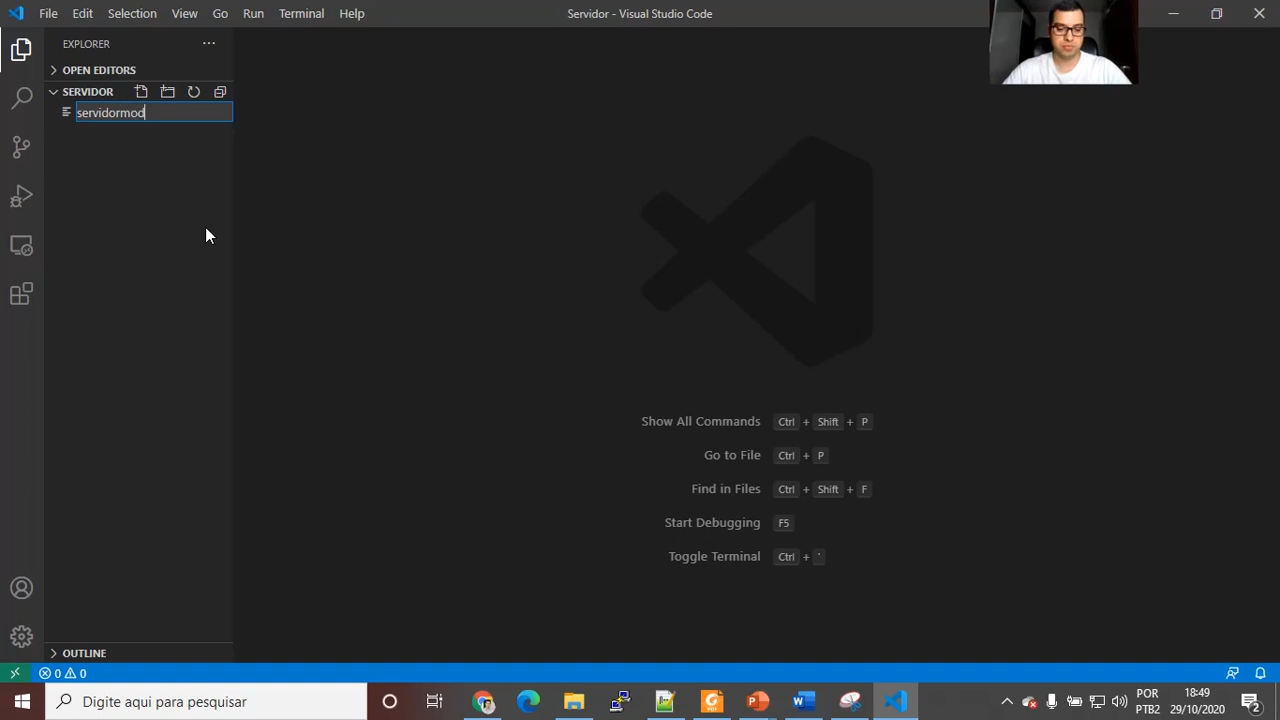 File Edit Selection View Go Run Terminal Help
Servidor - Visual Studio Code
EXPLORER
OPEN EDITORS
SERVIDOR
servidormod
Show All Commands Ctrl + Shift + P
Go to File Ctrl + P
Find in Files Ctrl + Shift + F
Start Debugging F5
Toggle Terminal Ctrl + `
OUTLINE
0 0
Digite aqui para pesquisar
POR
PTB2
18:49
29/10/2020
2